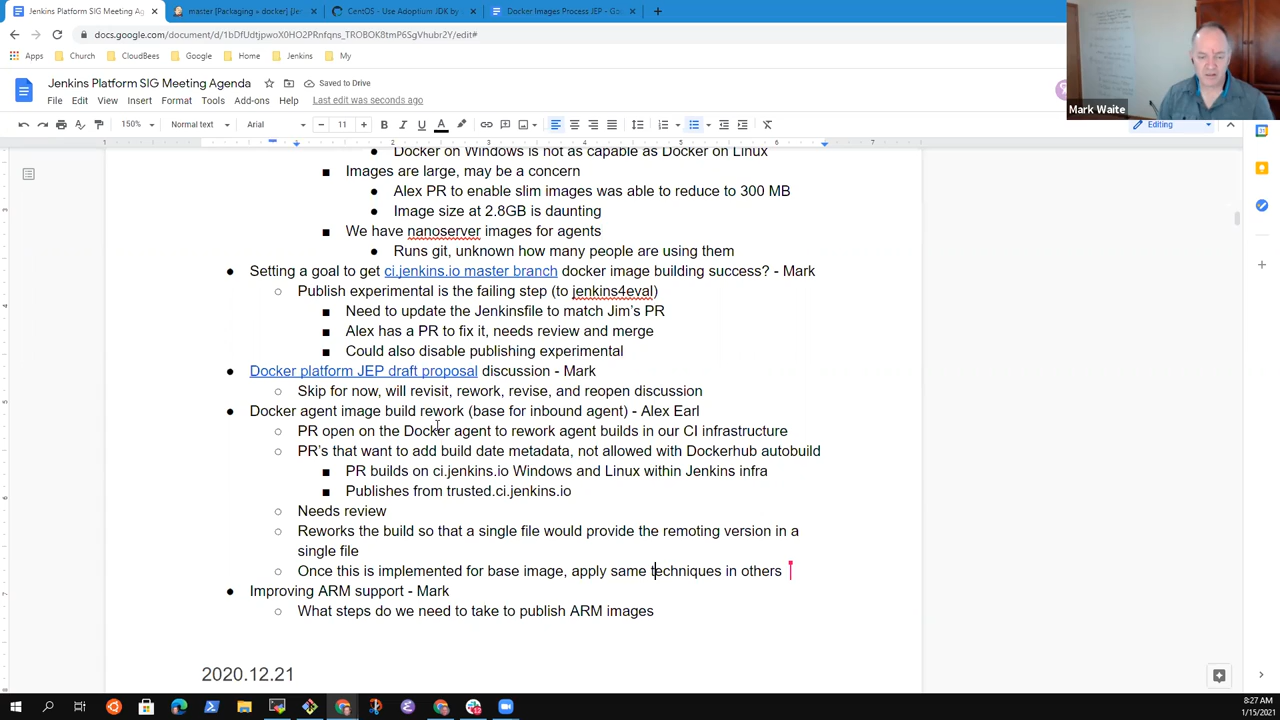 Jenkins Platform SIG Meeting Ag
master [Packaging + docker] [Jen
CentOS - Use Adoptium JDK by
Docker Images Process JEP - Go
docs.google.com/document/d/1bDfUdtjpwoX0HO2PRnfqns_TROBOK8tmP6SgVhubr2Y/edit#
Apps
Church
CloudBees
Google
Home
Jenkins
My
Jenkins Platform SIG Meeting Agenda
Saved to Drive
File Edit View Insert Format Tools Add-ons Help Last edit was seconds ago
Mark Waite
150% Normal text Arial 11 Editing
1 2 3 4 5 6 7
Docker on Windows is not as capable as Docker on Linux
Images are large, may be a concern
Alex PR to enable slim images was able to reduce to 300 MB
Image size at 2.8GB is daunting
We have nanoserver images for agents
Runs git, unknown how many people are using them
Setting a goal to get ci.jenkins.io master branch docker image building success? - Mark
Publish experimental is the failing step (to jenkins4eval)
Need to update the Jenkinsfile to match Jim's PR
Alex has a PR to fix it, needs review and merge
Could also disable publishing experimental
Docker platform JEP draft proposal discussion - Mark
Skip for now, will revisit, rework, revise, and reopen discussion
Docker agent image build rework (base for inbound agent) - Alex Earl
PR open on the Docker agent to rework agent builds in our CI infrastructure
PR's that want to add build date metadata, not allowed with Dockerhub autobuild
PR builds on ci.jenkins.io Windows and Linux within Jenkins infra
Publishes from trusted.ci.jenkins.io
Needs review
Reworks the build so that a single file would provide the remoting version in a
single file
Once this is implemented for base image, apply same techniques in others
Improving ARM support - Mark
What steps do we need to take to publish ARM images
2020.12.21
8:27 AM
1/15/2021